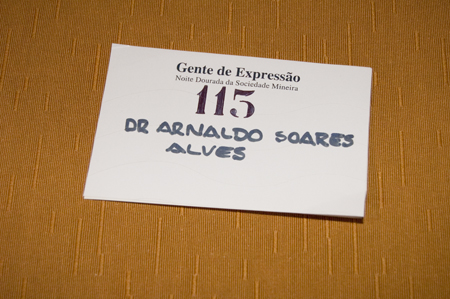 Gente de Expressão
Noite Dourada da Sociedade Mineira
115
DR ARNALDO SOARES
ALVES